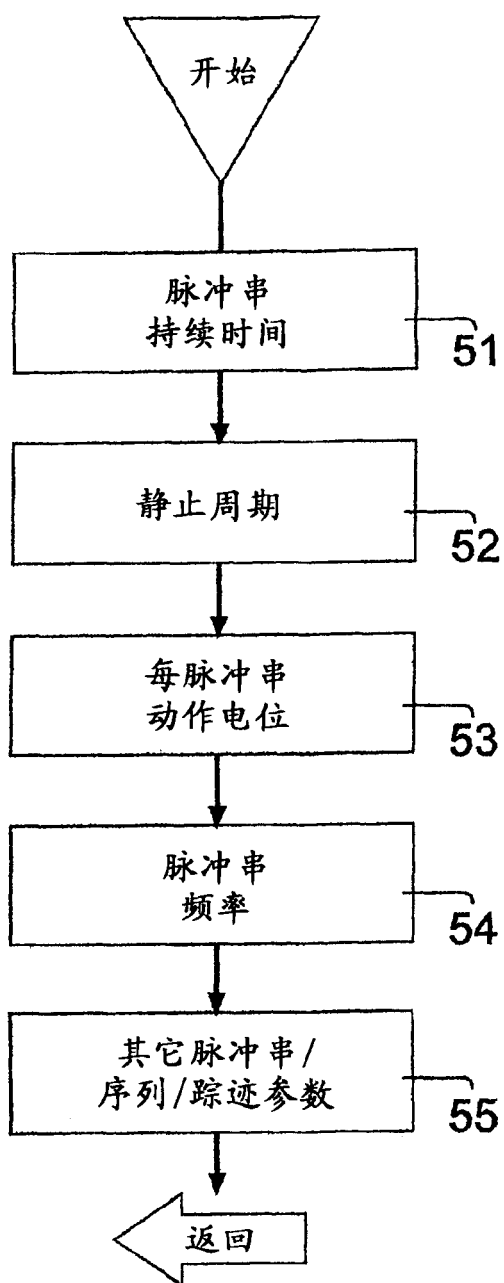 开始
脉冲串
持续时间
51
静止周期
52
每脉冲串
动作电位
53
脉冲串
频率
54
其它脉冲串/
序列/踪迹参数
55
返回